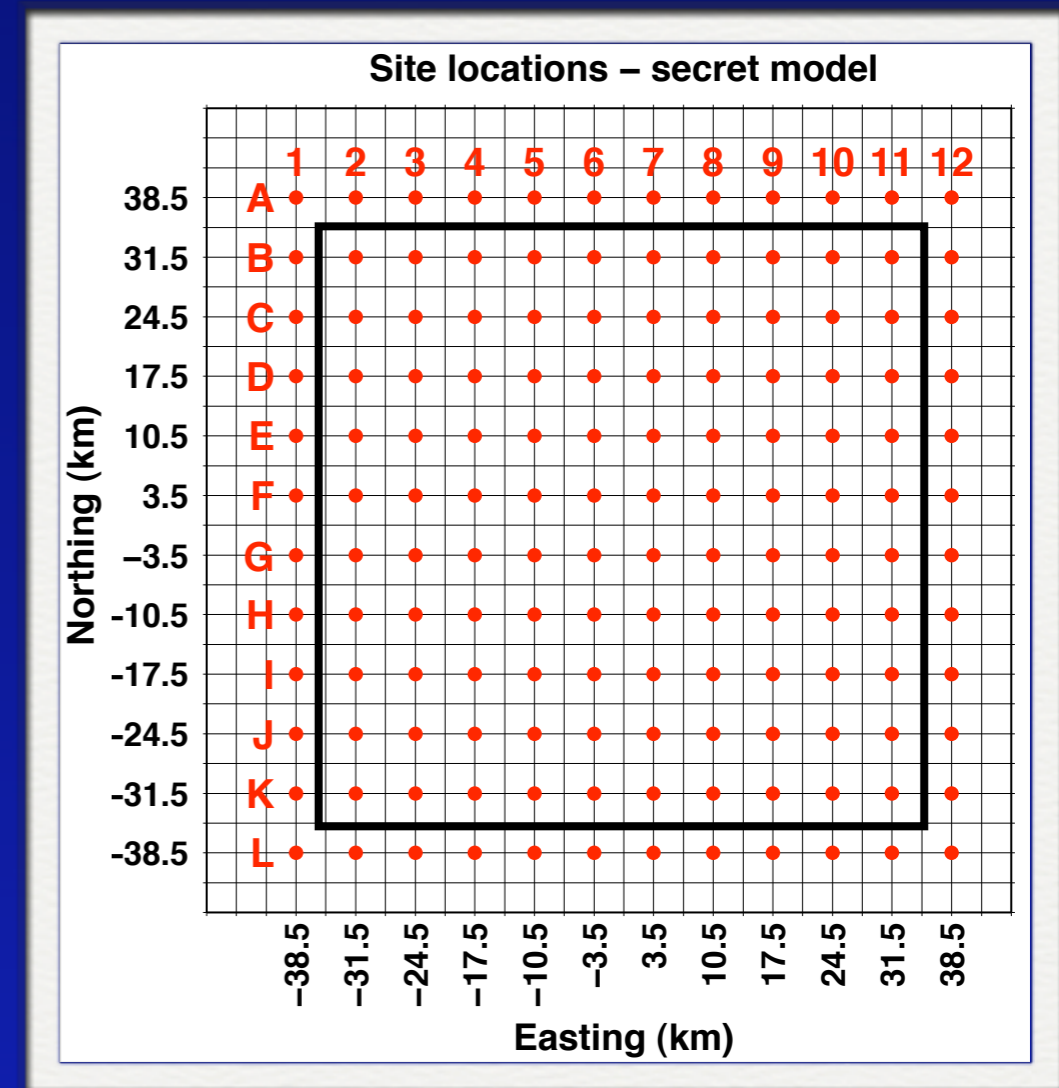 Site locations – secret model
1 2 3 4 5 6 7 8 9 10 11 12
38.5 A
31.5 B
24.5 C
17.5 D
10.5 E
3.5 F
–3.5 G
-10.5 H
-17.5 I
-24.5 J
-31.5 K
-38.5 L
Northing (km)
–38.5 –31.5 –24.5 –17.5 –10.5 –3.5 3.5 10.5 17.5 24.5 31.5 38.5
Easting (km)